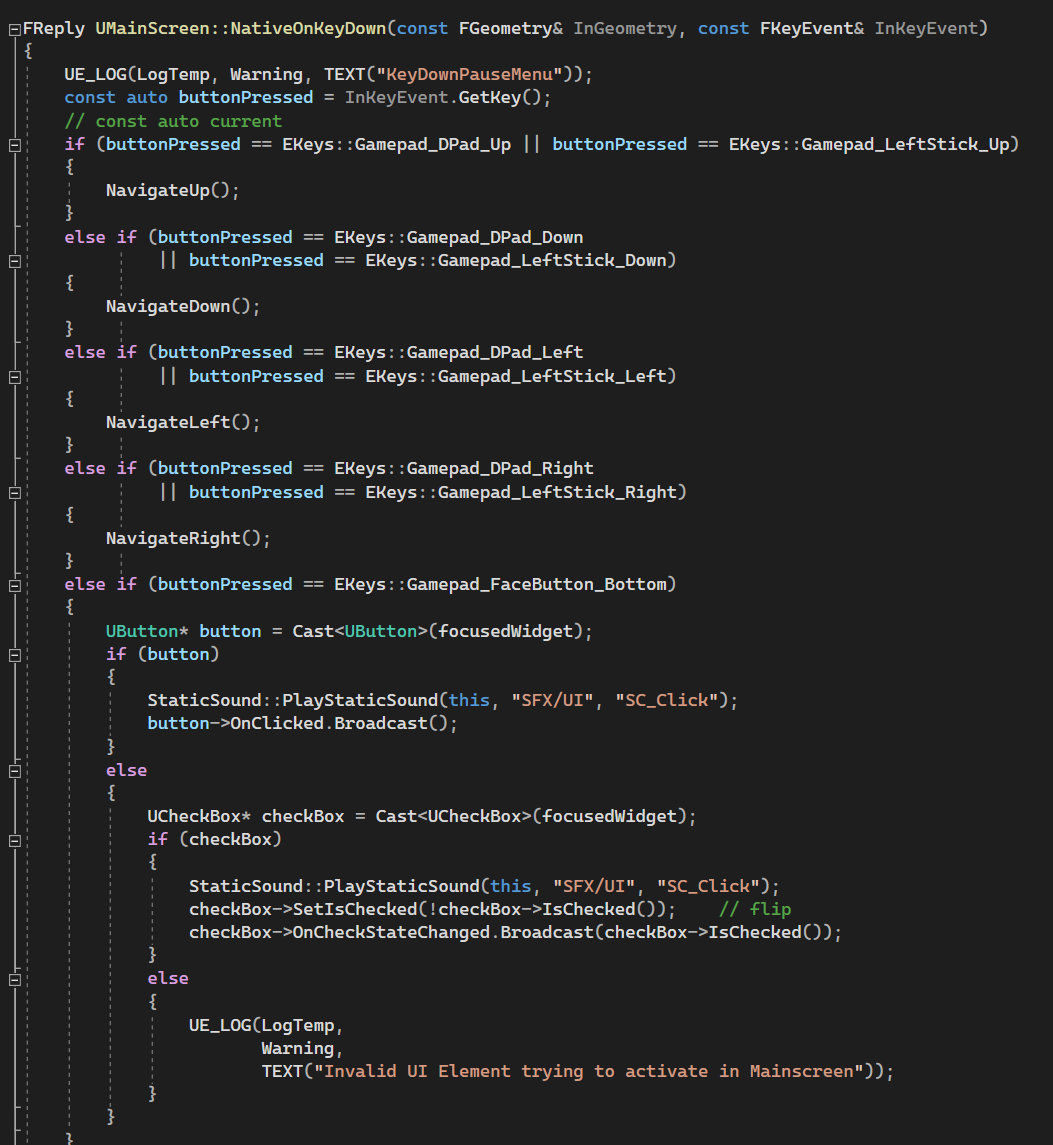 FReply UMainScreen::NativeOnKeyDown(const FGeometry& InGeometry, const FKeyEvent& InKeyEvent)
{
    UE_LOG(LogTemp, Warning, TEXT("KeyDownPauseMenu"));
    const auto buttonPressed = InKeyEvent.GetKey();
    // const auto current
    if (buttonPressed == EKeys::Gamepad_DPad_Up || buttonPressed == EKeys::Gamepad_LeftStick_Up)
    {
        NavigateUp();
    }
    else if (buttonPressed == EKeys::Gamepad_DPad_Down
             || buttonPressed == EKeys::Gamepad_LeftStick_Down)
    {
        NavigateDown();
    }
    else if (buttonPressed == EKeys::Gamepad_DPad_Left
             || buttonPressed == EKeys::Gamepad_LeftStick_Left)
    {
        NavigateLeft();
    }
    else if (buttonPressed == EKeys::Gamepad_DPad_Right
             || buttonPressed == EKeys::Gamepad_LeftStick_Right)
    {
        NavigateRight();
    }
    else if (buttonPressed == EKeys::Gamepad_FaceButton_Bottom)
    {
        UButton* button = Cast<UButton>(focusedWidget);
        if (button)
        {
            StaticSound::PlayStaticSound(this, "SFX/UI", "SC_Click");
            button->OnClicked.Broadcast();
        }
        else
        {
            UCheckBox* checkBox = Cast<UCheckBox>(focusedWidget);
            if (checkBox)
            {
                StaticSound::PlayStaticSound(this, "SFX/UI", "SC_Click");
                checkBox->SetIsChecked(!checkBox->IsChecked());    // flip
                checkBox->OnCheckStateChanged.Broadcast(checkBox->IsChecked());
            }
            else
            {
                UE_LOG(LogTemp,
                       Warning,
                       TEXT("Invalid UI Element trying to activate in Mainscreen"));
            }
        }
    }